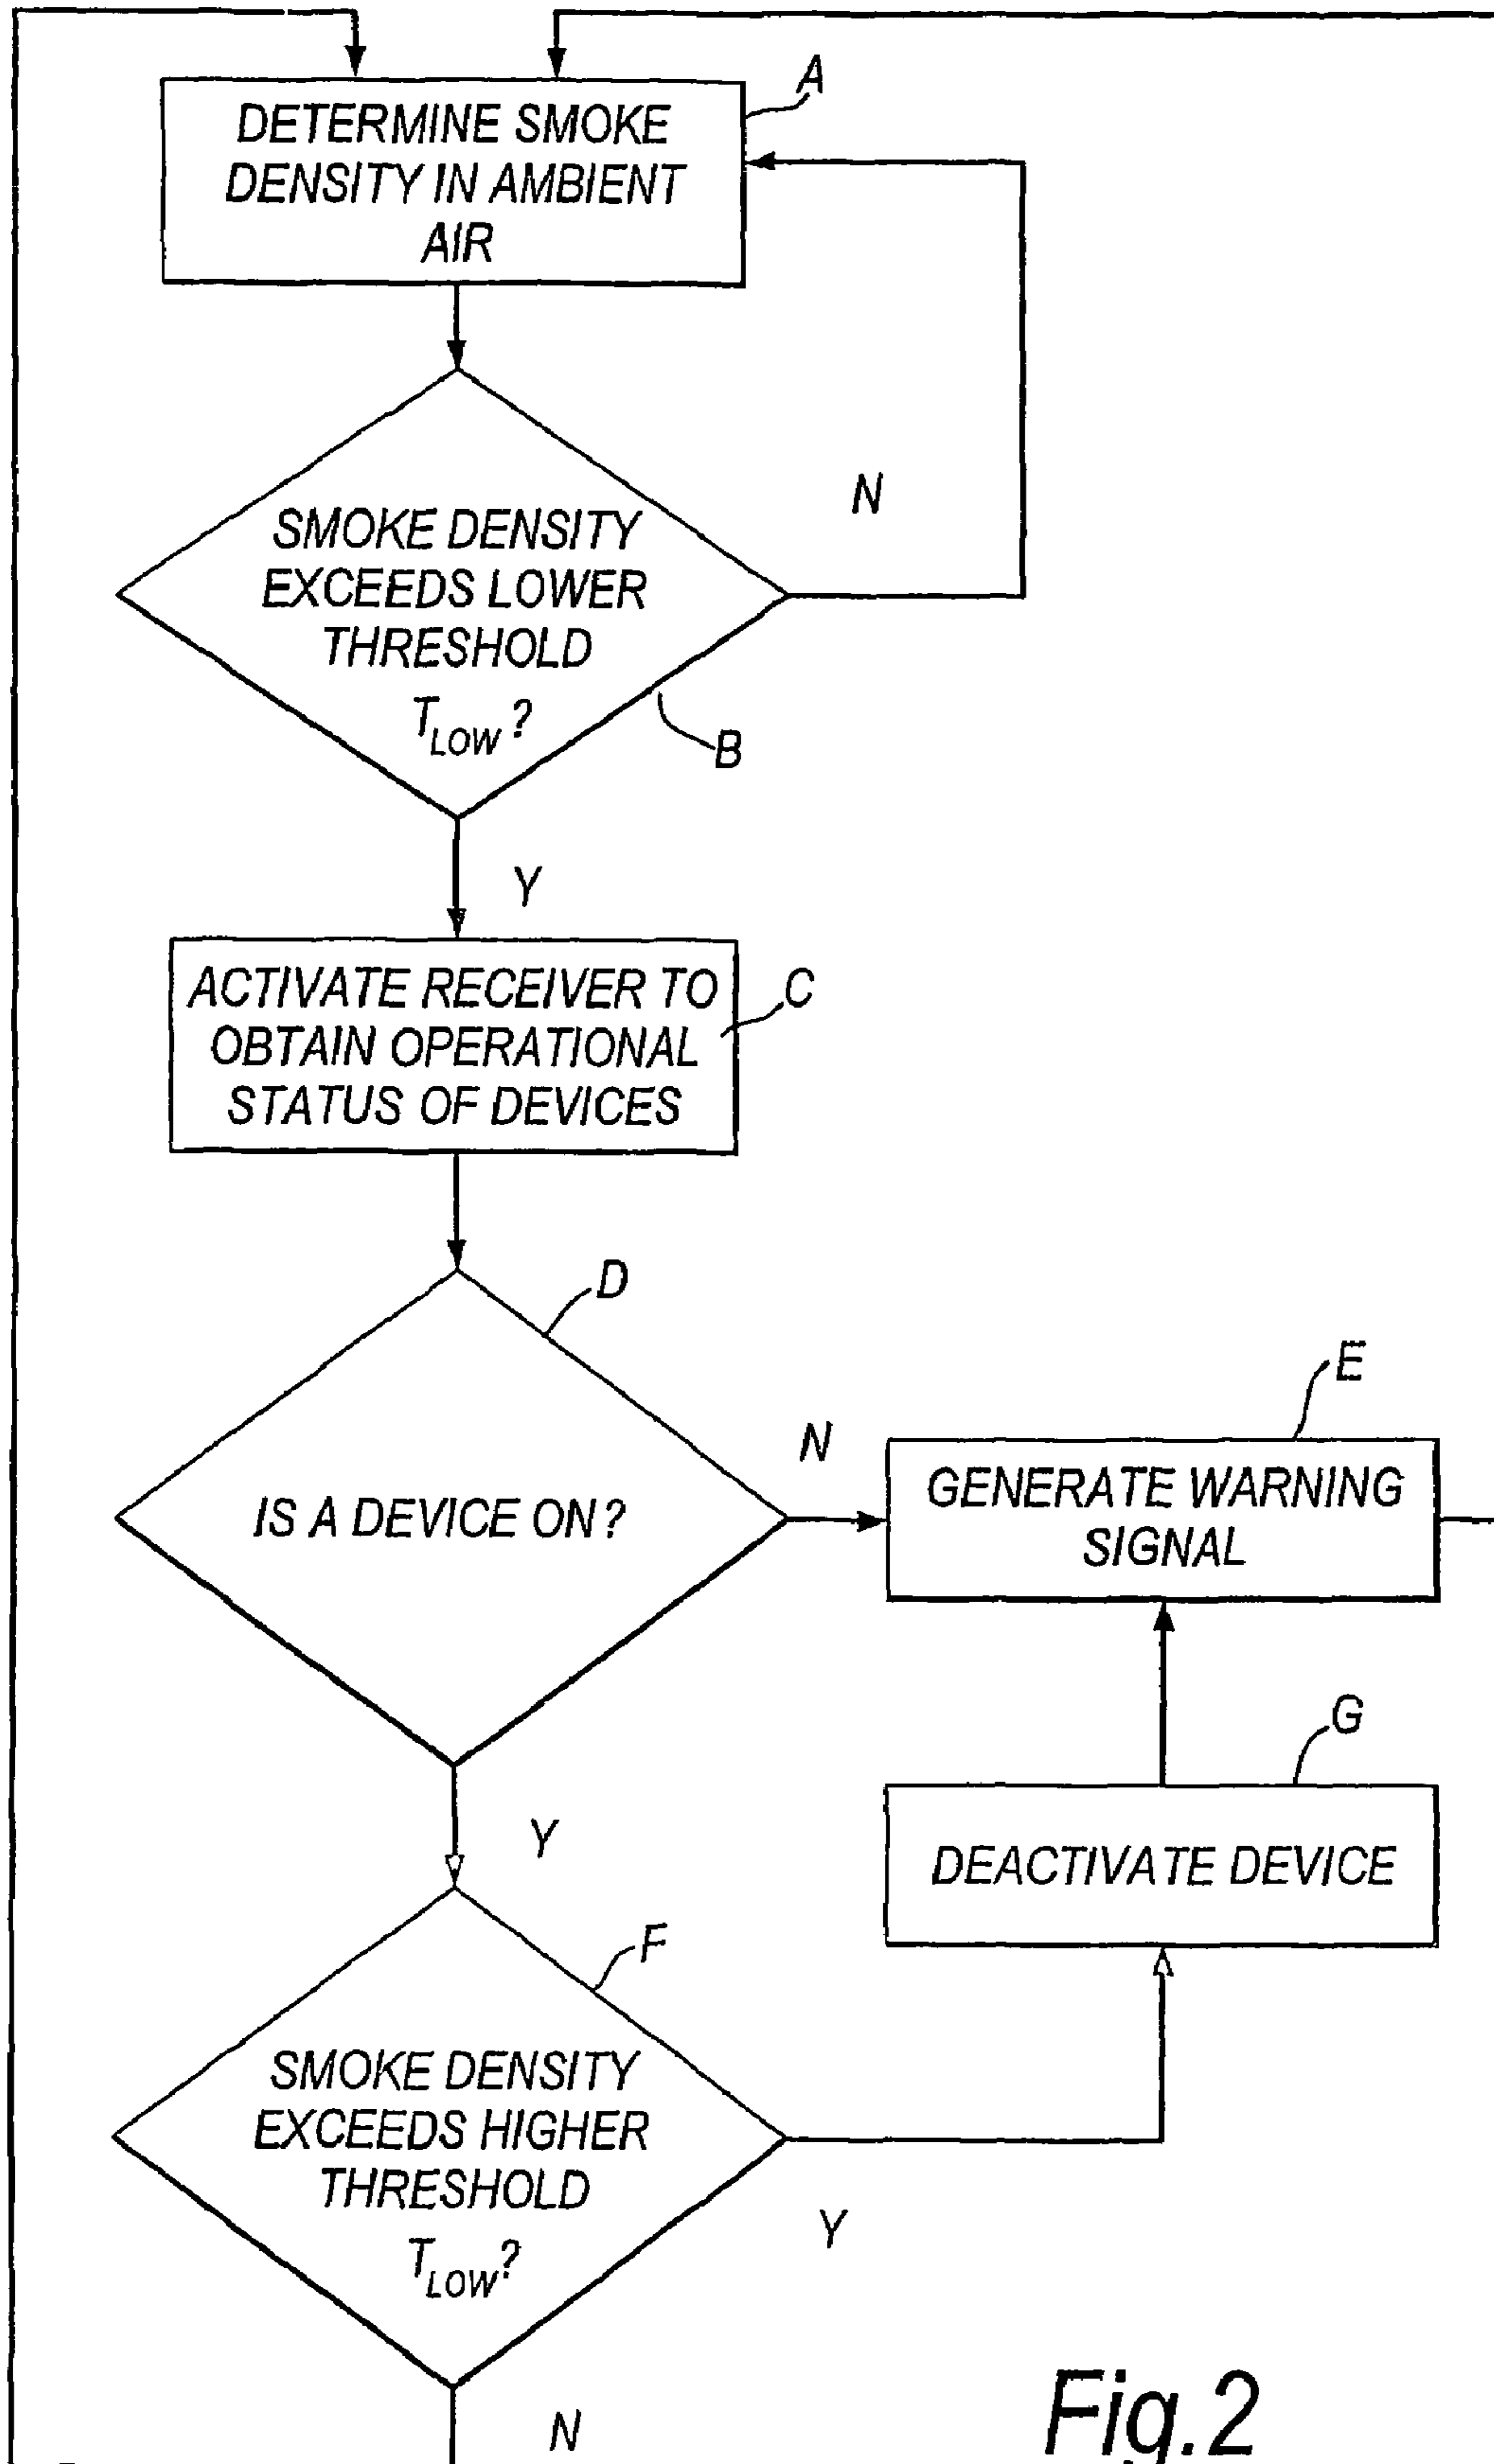 A
DETERMINE SMOKE
DENSITY IN AMBIENT
AIR
N
SMOKE DENSITY
EXCEEDS LOWER
THRESHOLD
TLOW ?
B
Y
ACTIVATE RECEIVER TO
OBTAIN OPERATIONAL
STATUS OF DEVICES
C
D
IS A DEVICE ON?
N
E
GENERATE WARNING
SIGNAL
G
DEACTIVATE DEVICE
Y
F
SMOKE DENSITY
EXCEEDS HIGHER
THRESHOLD
TLOW?
Y
N
Fig.2